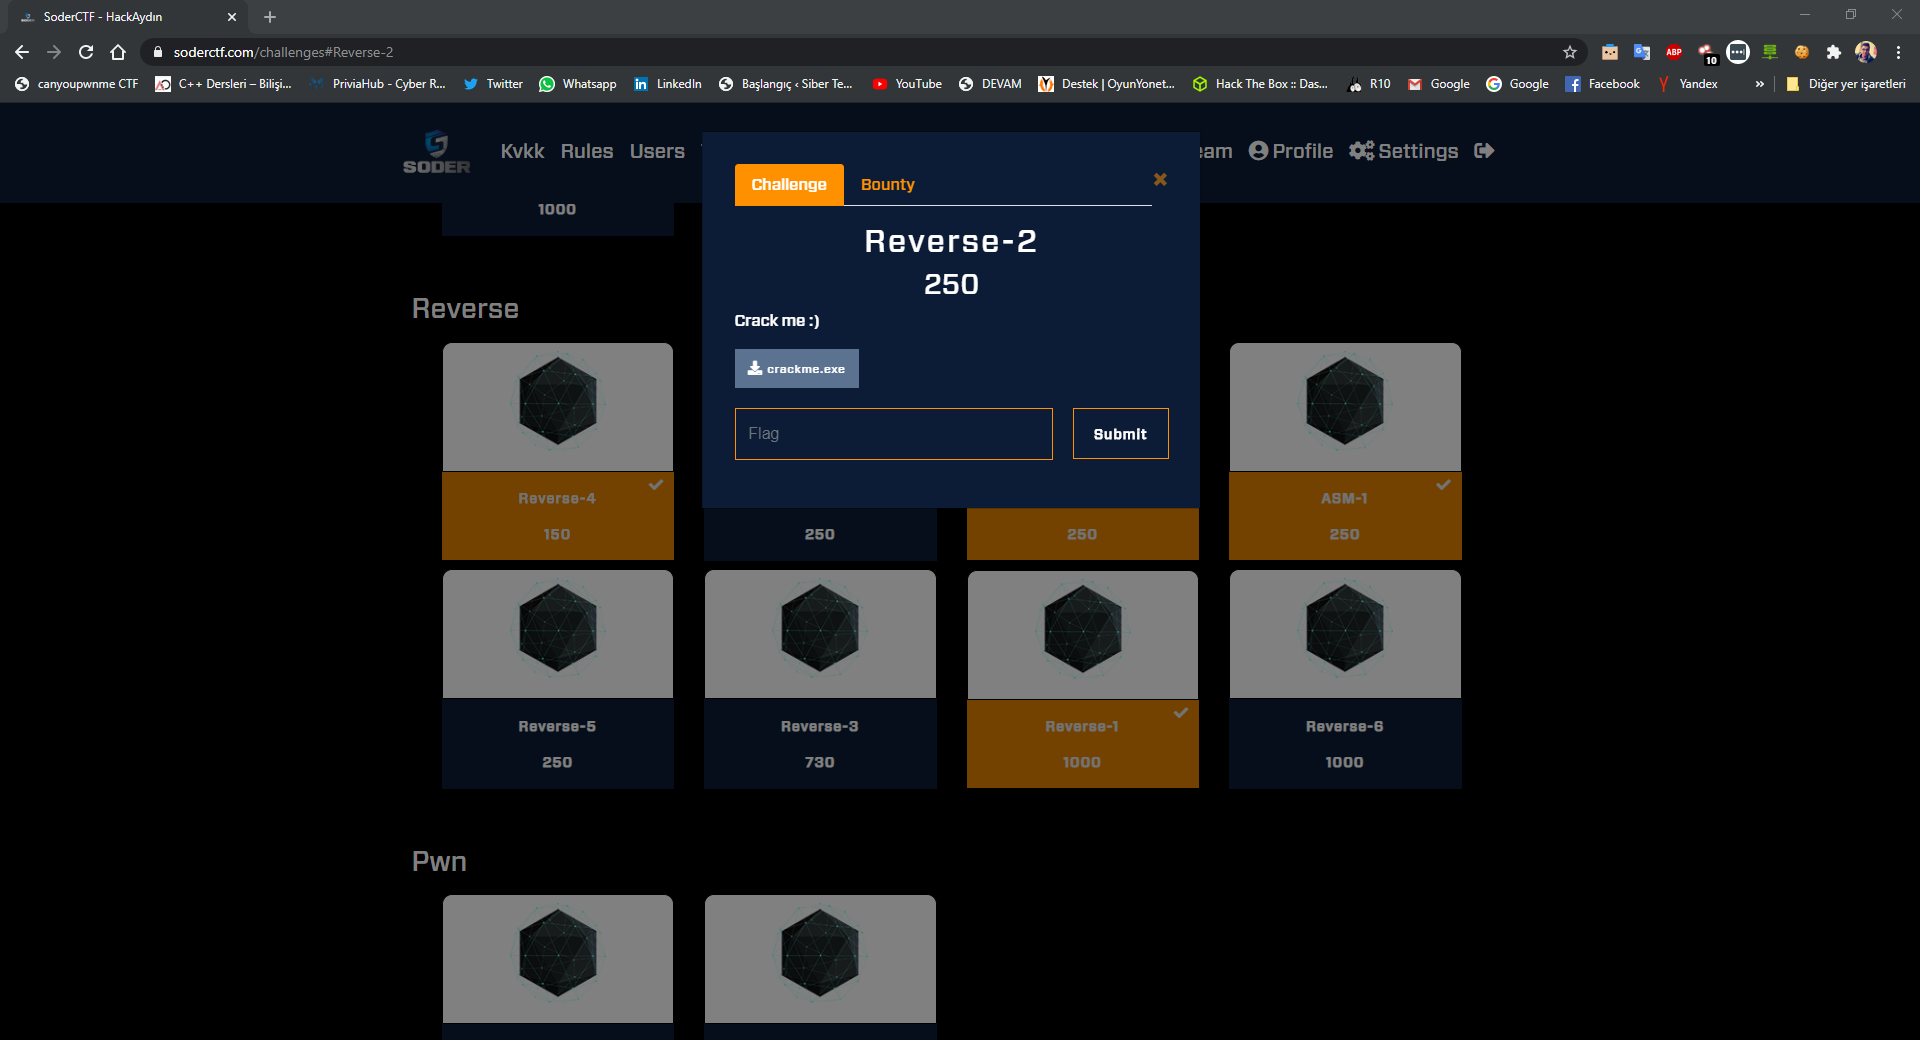 SoderCTF - HackAydın
soderctf.com/challenges#Reverse-2
10
canyoupwnme CTF C++ Dersleri – Bilişi... PriviaHub - Cyber R... Twitter Whatsapp LinkedIn Başlangıç ‹ Siber Te... YouTube DEVAM Destek | OyunYonet... Hack The Box :: Das... R10 Google Google Facebook Yandex » Diğer yer işaretleri
SODER Kvkk Rules Users eam Profile Settings
Challenge Bounty
Reverse-2
250
Crack me :)
crackme.exe
Flag Submit
1000
Reverse
Reverse-4 ASM-1
150 250 250 250
Reverse-5 Reverse-3 Reverse-1 Reverse-6
250 730 1000 1000
Pwn